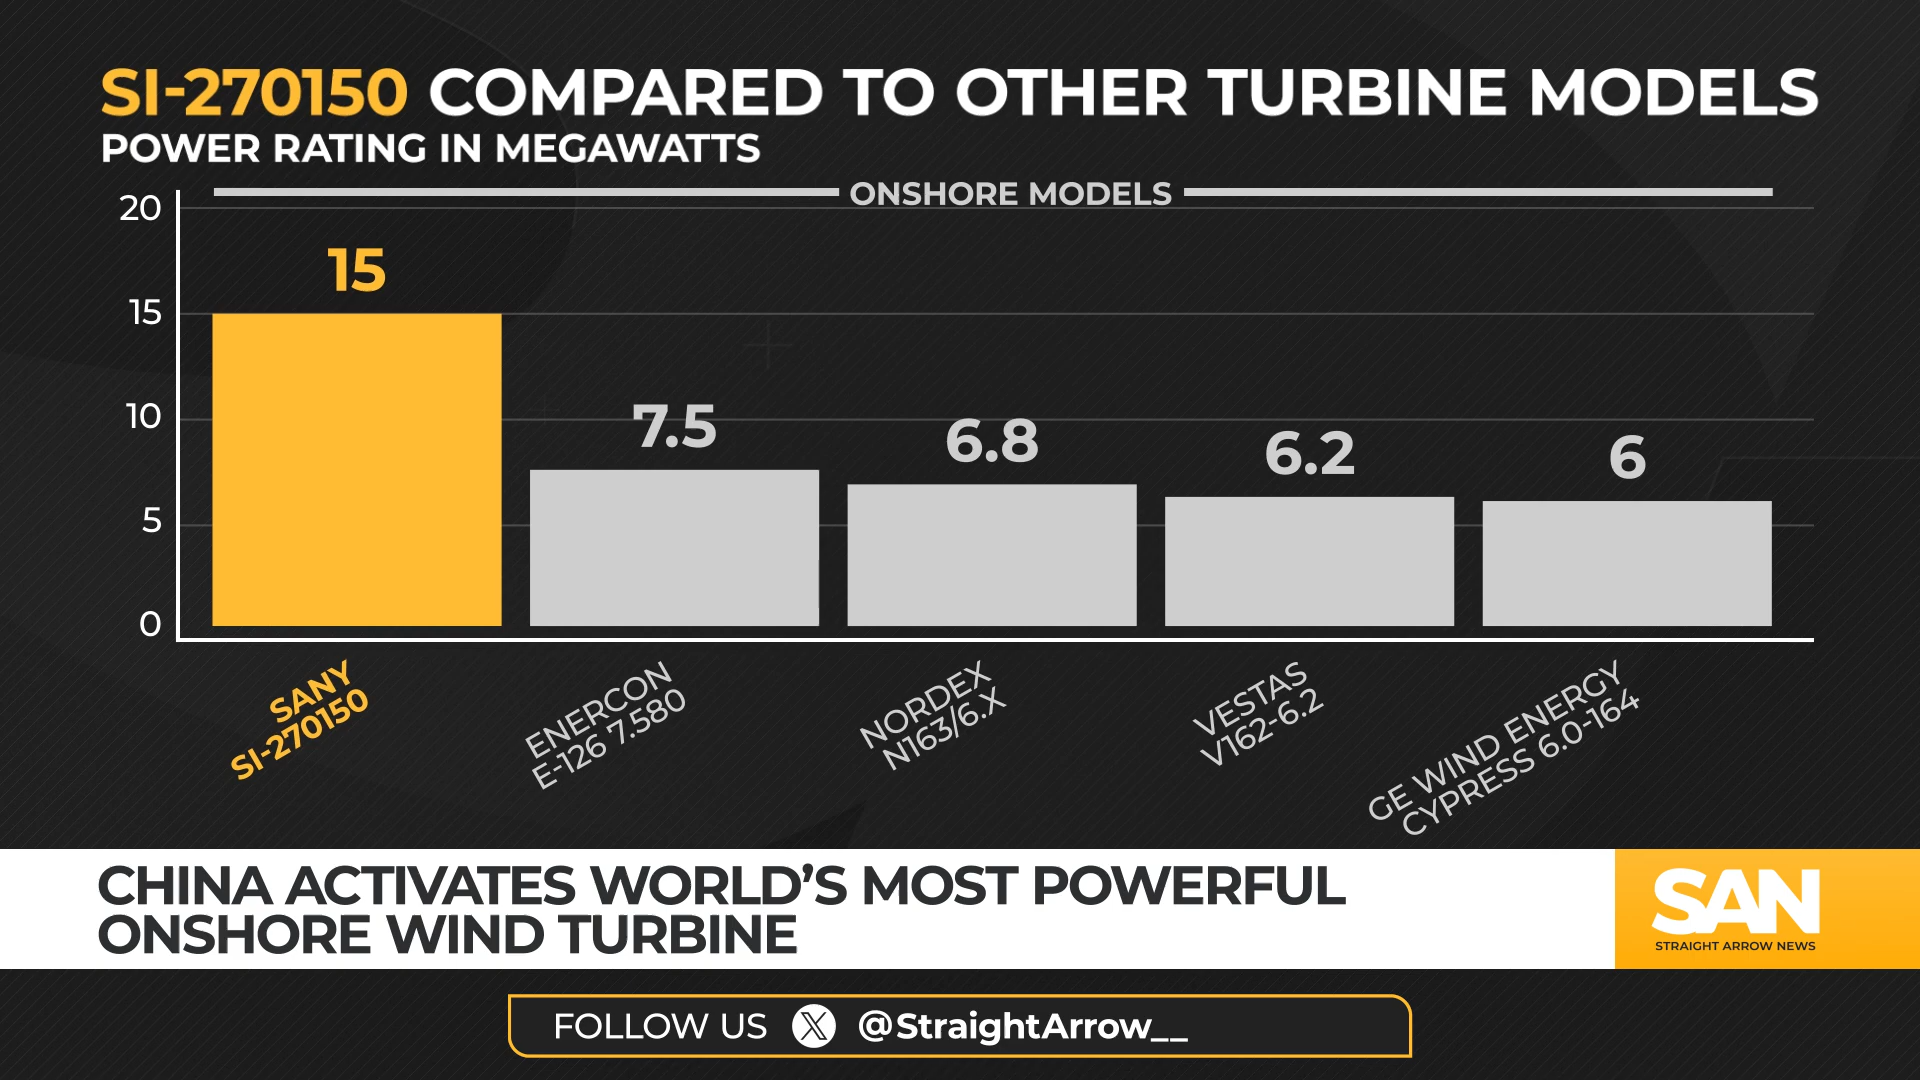 SI-270150 COMPARED TO OTHER TURBINE MODELS
POWER RATING IN MEGAWATTS
ONSHORE MODELS
20
15
10
5
0
15
7.5
6.8
6.2
6
SANY
SI-270150
ENERCON
E-126 7.580
NORDEX
N163/6.X
VESTAS
V162-6.2
GE WIND ENERGY
CYPRESS 6.0-164
CHINA ACTIVATES WORLD'S MOST POWERFUL
ONSHORE WIND TURBINE
SAN
STRAIGHT ARROW NEWS
FOLLOW US X @StraightArrow__